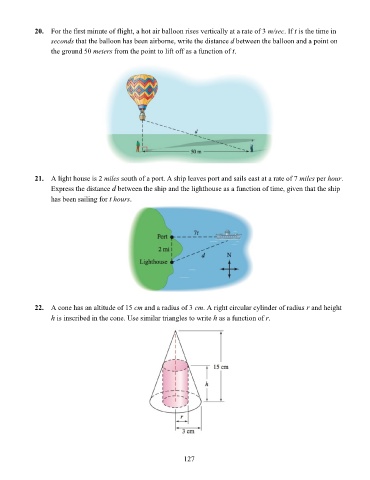 20. For the first minute of flight, a hot air balloon rises vertically at a rate of 3 m/sec. If t is the time in
seconds that the balloon has been airborne, write the distance d between the balloon and a point on
the ground 50 meters from the point to lift off as a function of t.
d
50 m
21. A light house is 2 miles south of a port. A ship leaves port and sails east at a rate of 7 miles per hour.
Express the distance d between the ship and the lighthouse as a function of time, given that the ship
has been sailing for t hours.
7t
Port
2 mi
d
N
Lighthouse
22. A cone has an altitude of 15 cm and a radius of 3 cm. A right circular cylinder of radius r and height
h is inscribed in the cone. Use similar triangles to write h as a function of r.
15 cm
h
r
3 cm
127